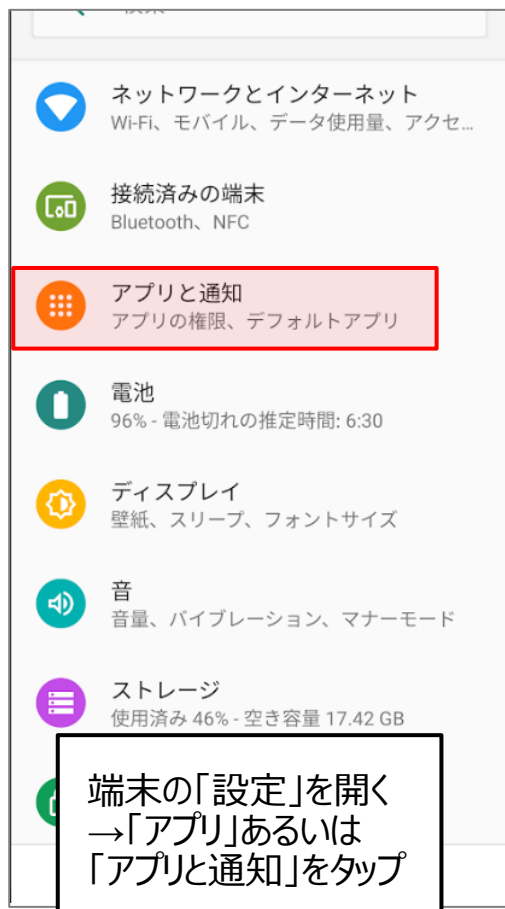 ネットワークとインターネット
Wi-Fi、モバイル、データ使用量、アクセ...
接続済みの端末
Bluetooth、NFC
アプリと通知
アプリの権限、デフォルトアプリ
電池
96% - 電池切れの推定時間: 6:30
ディスプレイ
壁紙、スリープ、フォントサイズ
音
音量、バイブレーション、マナーモード
ストレージ
使用済み 46% - 空き容量 17.42 GB
端末の「設定」を開く
→「アプリ」あるいは
「アプリと通知」をタップ